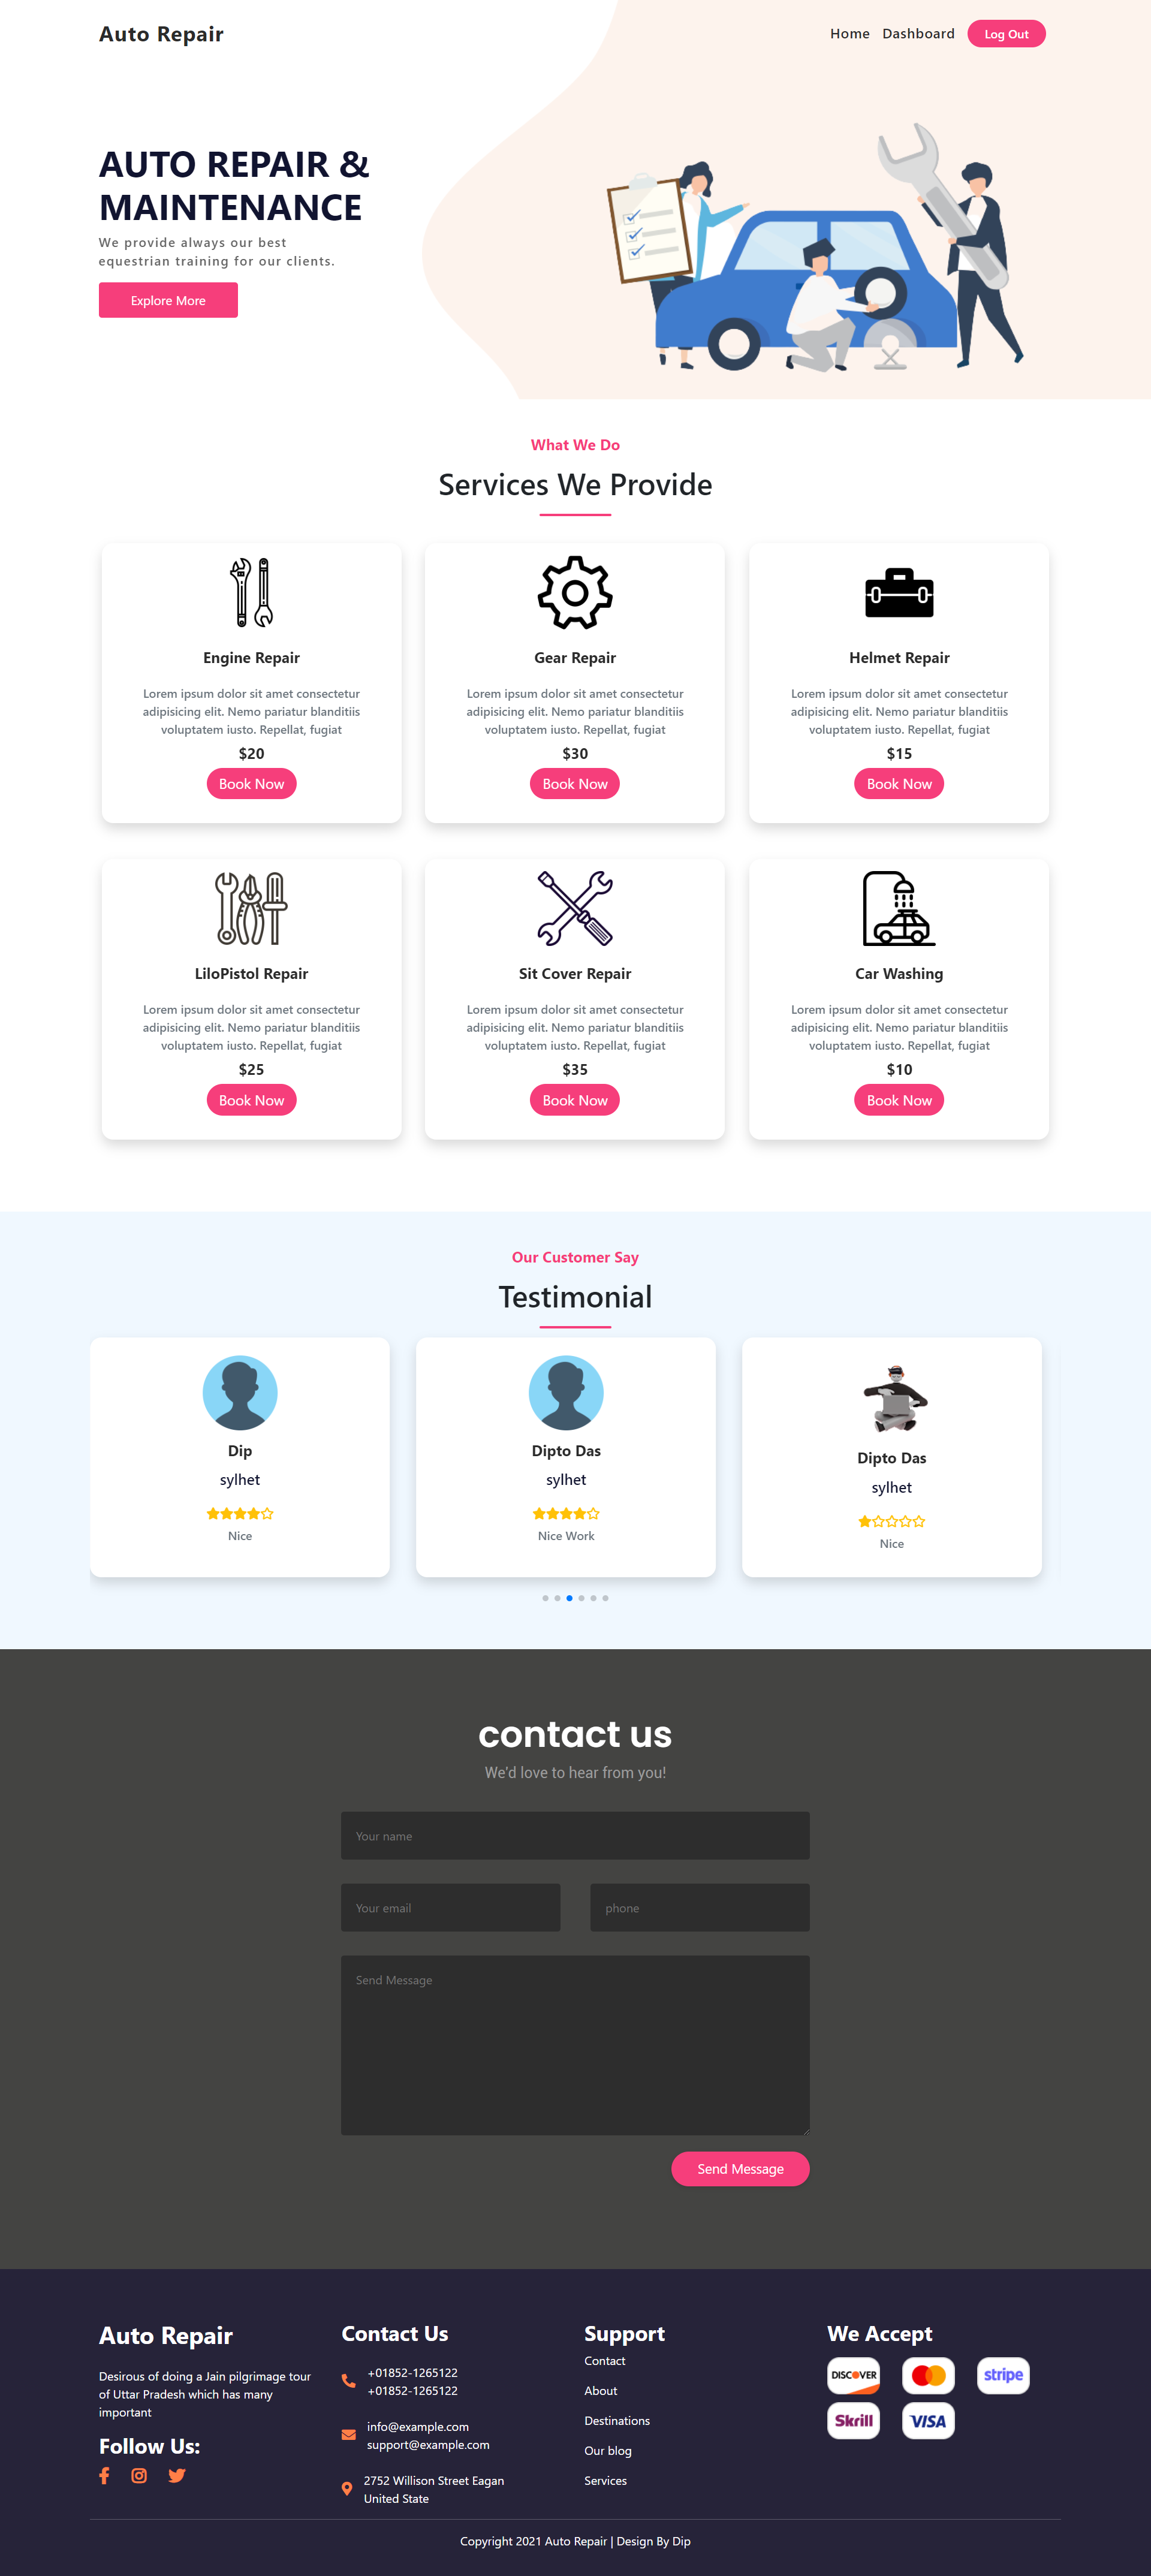 Auto Repair
Home Dashboard Log Out
AUTO REPAIR &
MAINTENANCE
We provide always our best
equestrian training for our clients.
Explore More
What We Do
Services We Provide
Engine Repair
Lorem ipsum dolor sit amet consectetur
adipisicing elit. Nemo pariatur blanditiis
voluptatem iusto. Repellat, fugiat
$20
Book Now
Gear Repair
Lorem ipsum dolor sit amet consectetur
adipisicing elit. Nemo pariatur blanditiis
voluptatem iusto. Repellat, fugiat
$30
Book Now
Helmet Repair
Lorem ipsum dolor sit amet consectetur
adipisicing elit. Nemo pariatur blanditiis
voluptatem iusto. Repellat, fugiat
$15
Book Now
LiloPistol Repair
Lorem ipsum dolor sit amet consectetur
adipisicing elit. Nemo pariatur blanditiis
voluptatem iusto. Repellat, fugiat
$25
Book Now
Sit Cover Repair
Lorem ipsum dolor sit amet consectetur
adipisicing elit. Nemo pariatur blanditiis
voluptatem iusto. Repellat, fugiat
$35
Book Now
Car Washing
Lorem ipsum dolor sit amet consectetur
adipisicing elit. Nemo pariatur blanditiis
voluptatem iusto. Repellat, fugiat
$10
Book Now
Our Customer Say
Testimonial
Dip
sylhet
Nice
Dipto Das
sylhet
Nice Work
Dipto Das
sylhet
Nice
contact us
We'd love to hear from you!
Your name
Your email
phone
Send Message
Send Message
Auto Repair
Desirous of doing a Jain pilgrimage tour
of Uttar Pradesh which has many
important
Follow Us:
Contact Us
+01852-1265122
+01852-1265122
info@example.com
support@example.com
2752 Willison Street Eagan
United State
Support
Contact
About
Destinations
Our blog
Services
We Accept
DISCOVER
stripe
Skrill
VISA
Copyright 2021 Auto Repair | Design By Dip